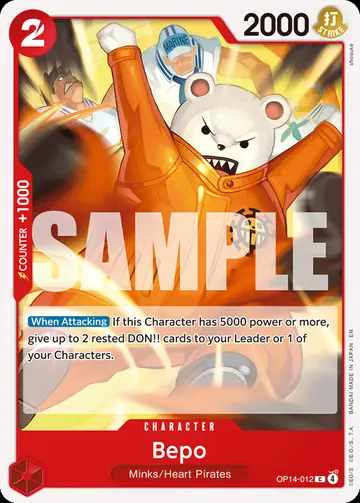 2
2000
打
STRIKE
shosuke
MARINE
COUNTER +1000
SAMPLE
When Attacking If this Character has 5000 power or more,
give up to 2 rested DON!! cards to your Leader or 1 of
your Characters.
CHARACTER
Bepo
Minks/Heart Pirates
OP14-012 C 4
©E.O./S., T.A. BANDAI MADE IN JAPAN EN